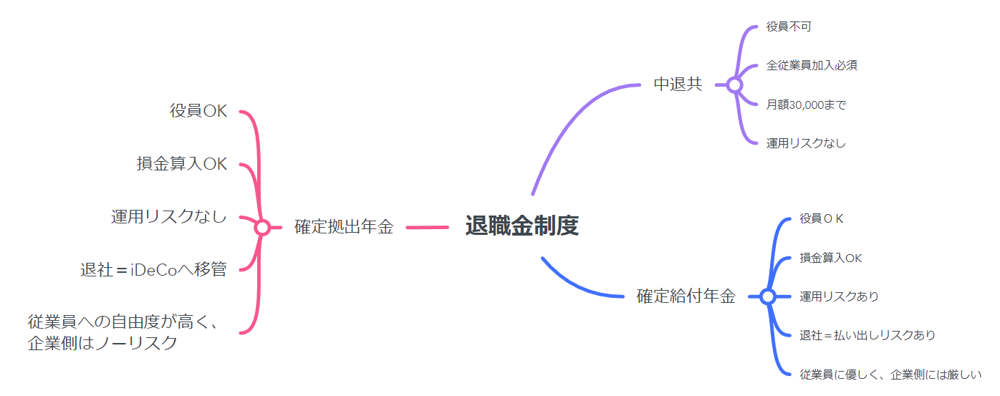 退職金制度
中退共
役員不可
全従業員加入必須
月額30,000まで
運用リスクなし
確定給付年金
役員ＯＫ
損金算入OK
運用リスクあり
退社＝払い出しリスクあり
従業員に優しく、企業側には厳しい
確定拠出年金
役員OK
損金算入OK
運用リスクなし
退社＝iDeCoへ移管
従業員への自由度が高く、
企業側はノーリスク